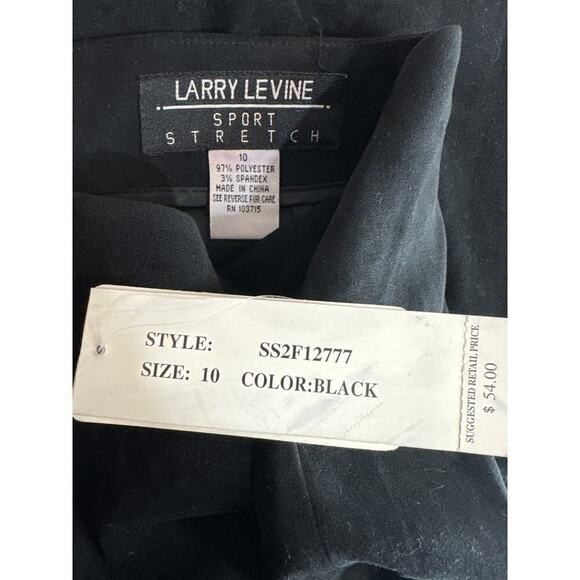 LARRY LEVINE
SPORT
STRETCH
10
97% POLYESTER
3% SPANDEX
MADE IN CHINA
SEE REVERSE FOR CARE
RN 103715
STYLE: SS2F12777
SIZE: 10 COLOR:BLACK
SUGGESTED RETAIL PRICE
$ 54.00